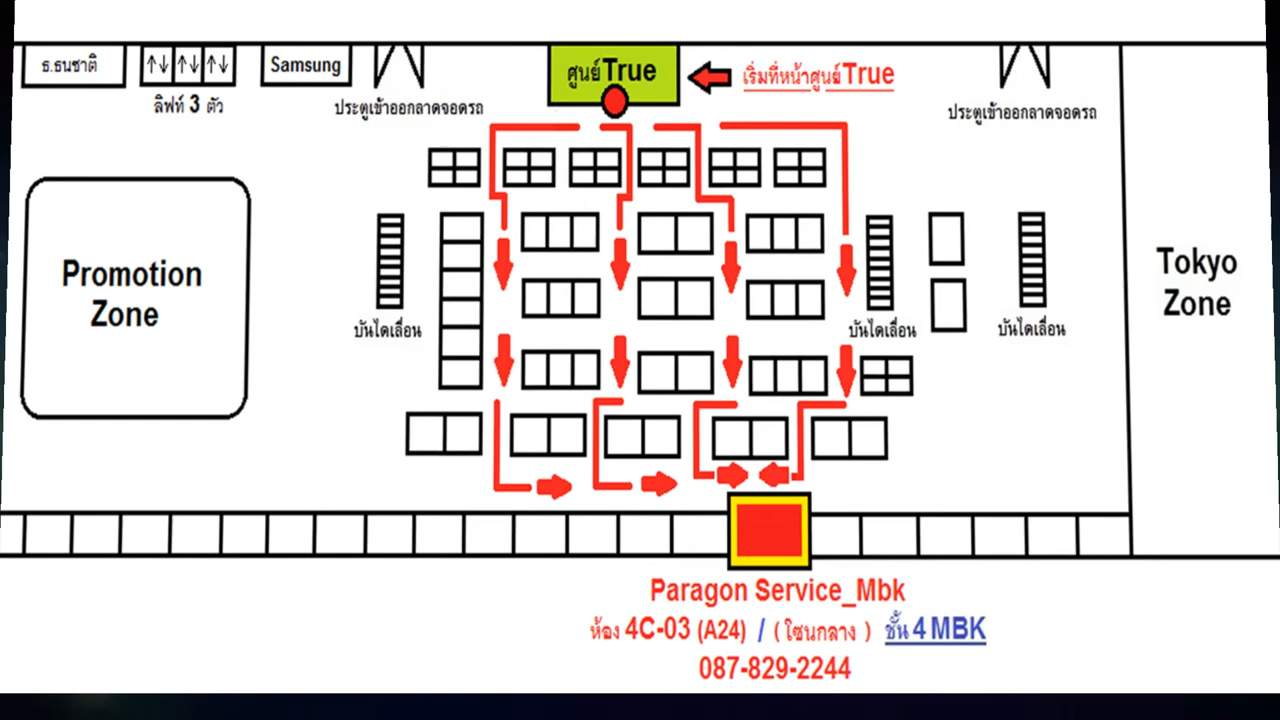 ธ.ธนชาติ
ลิฟท์ 3 ตัว
Samsung
ประตูเข้าออกลาดจอดรถ
ศูนย์True
เริ่มที่หน้าศูนย์True
ประตูเข้าออกลาดจอดรถ
Promotion
Zone
บันไดเลื่อน
บันไดเลื่อน
บันไดเลื่อน
Tokyo
Zone
Paragon Service_Mbk
ห้อง 4C-03 (A24) / ( โซนกลาง ) ชั้น 4 MBK
087-829-2244